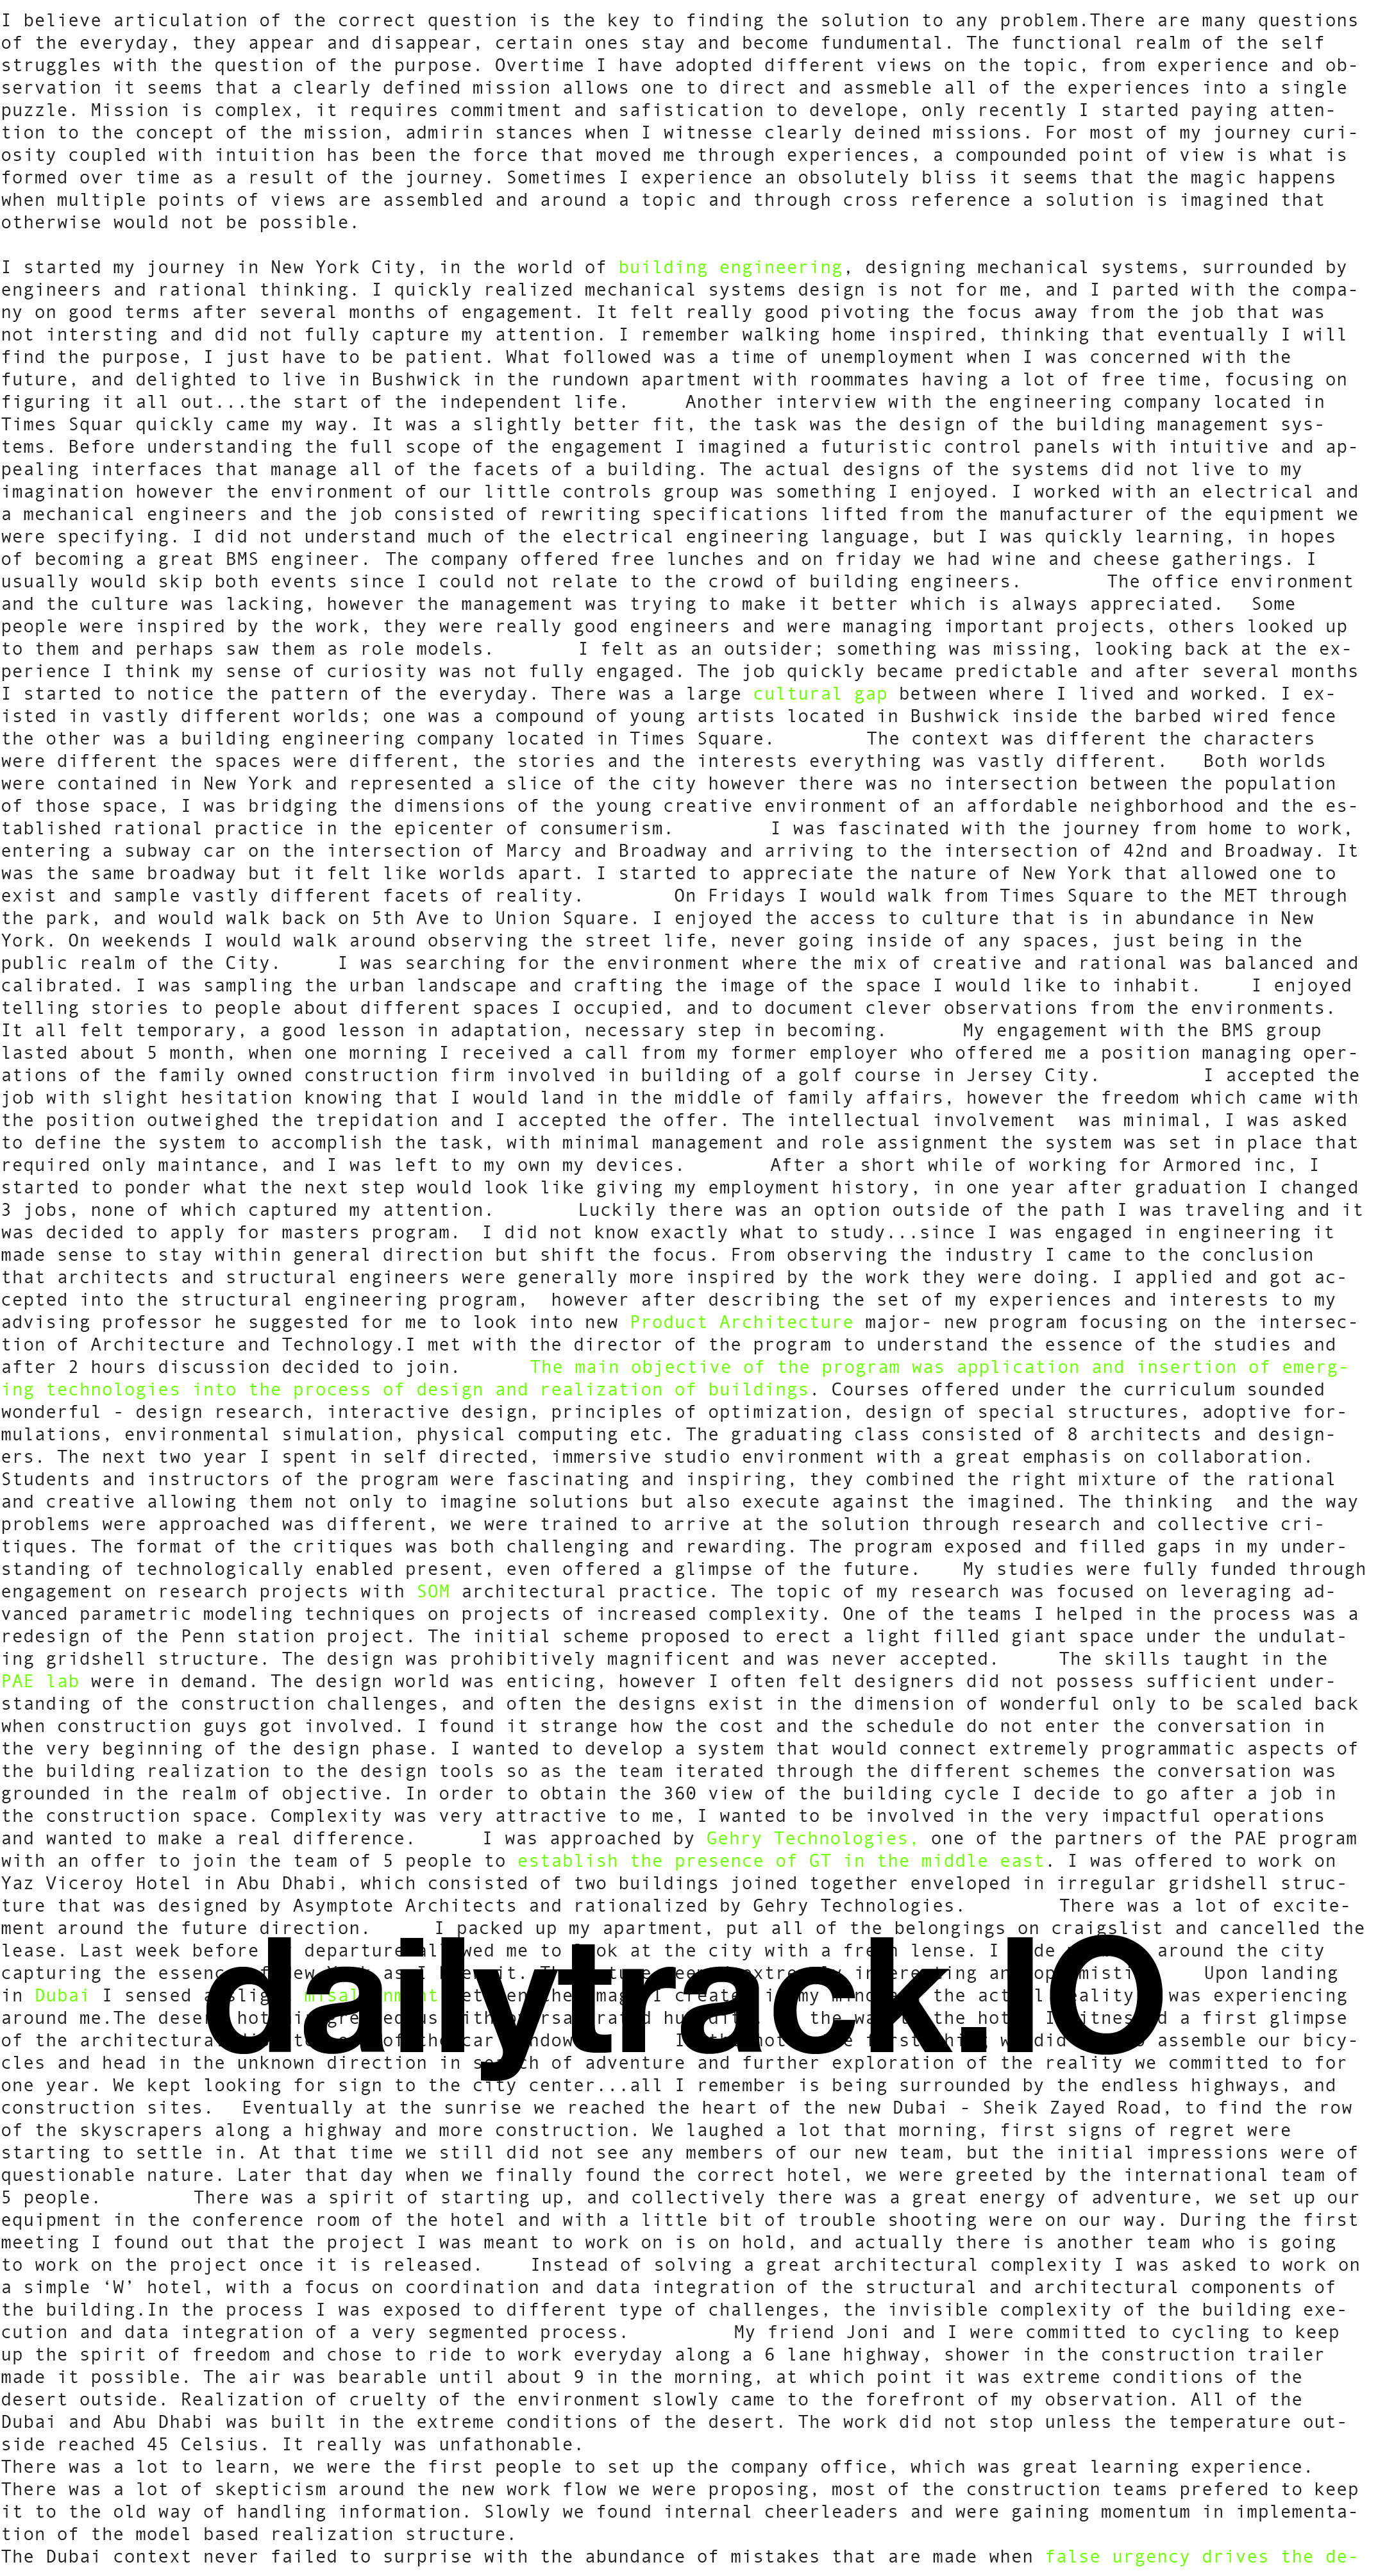 I believe articulation of the correct question is the key to finding the solution to any problem.There are many questions
of the everyday, they appear and disappear, certain ones stay and become fundumental. The functional realm of the self
struggles with the question of the purpose. Overtime I have adopted different views on the topic, from experience and ob-
servation it seems that a clearly defined mission allows one to direct and assmeble all of the experiences into a single
puzzle. Mission is complex, it requires commitment and safistication to develope, only recently I started paying atten-
tion to the concept of the mission, admirin stances when I witnesse clearly deined missions. For most of my journey curi-
osity coupled with intuition has been the force that moved me through experiences, a compounded point of view is what is
formed over time as a result of the journey. Sometimes I experience an absolutely bliss it seems that the magic happens
when multiple points of views are assembled and around a topic and through cross reference a solution is imagined that
otherwise would not be possible.
I started my journey in New York City, in the world of building engineering, designing mechanical systems, surrounded by
engineers and rational thinking. I quickly realized mechanical systems design is not for me, and I parted with the compa-
ny on good terms after several months of engagement. It felt really good pivoting the focus away from the job that was
not intersting and did not fully capture my attention. I remember walking home inspired, thinking that eventually I will
find the purpose, I just have to be patient. What followed was a time of unemployment when I was concerned with the
future, and delighted to live in Bushwick in the rundown apartment with roommates having a lot of free time, focusing on
figuring it all out...the start of the independent life. Another interview with the engineering company located in
Times Squar quickly came my way. It was a slightly better fit, the task was the design of the building management sys-
tems. Before understanding the full scope of the engagement I imagined a futuristic control panels with intuitive and ap-
pealing interfaces that manage all of the facets of a building. The actual designs of the systems did not live to my
imagination however the environment of our little controls group was something I enjoyed. I worked with an electrical and
a mechanical engineers and the job consisted of rewriting specifications lifted from the manufacturer of the equipment we
were specifying. I did not understand much of the electrical engineering language, but I was quickly learning, in hopes
of becoming a great BMS engineer. The company offered free lunches and on friday we had wine and cheese gatherings. I
usually would skip both events since I could not relate to the crowd of building engineers. The office environment
and the culture was lacking, however the management was trying to make it better which is always appreciated. Some
people were inspired by the work, they were really good engineers and were managing important projects, others looked up
to them and perhaps saw them as role models. I felt as an outsider; something was missing, looking back at the ex-
perience I think my sense of curiosity was not fully engaged. The job quickly became predictable and after several months
I started to notice the pattern of the everyday. There was a large cultural gap between where I lived and worked. I ex-
isted in vastly different worlds; one was a compound of young artists located in Bushwick inside the barbed wired fence
the other was a building engineering company located in Times Square. The context was different the characters
were different the spaces were different, the stories and the interests everything was vastly different. Both worlds
were contained in New York and represented a slice of the city however there was no intersection between the population
of those space, I was bridging the dimensions of the young creative environment of an affordable neighborhood and the es-
tablished rational practice in the epicenter of consumerism. I was fascinated with the journey from home to work,
entering a subway car on the intersection of Marcy and Broadway and arriving to the intersection of 42nd and Broadway. It
was the same broadway but it felt like worlds apart. I started to appreciate the nature of New York that allowed one to
exist and sample vastly different facets of reality. On Fridays I would walk from Times Square to the MET through
the park, and would walk back on 5th Ave to Union Square. I enjoyed the access to culture that is in abundance in New
York. On weekends I would walk around observing the street life, never going inside of any spaces, just being in the
public realm of the City. I was searching for the environment where the mix of creative and rational was balanced and
calibrated. I was sampling the urban landscape and crafting the image of the space I would like to inhabit. I enjoyed
telling stories to people about different spaces I occupied, and to document clever observations from the environments.
It all felt temporary, a good lesson in adaptation, necessary step in becoming. My engagement with the BMS group
lasted about 5 month, when one morning I received a call from my former employer who offered me a position managing oper-
ations of the family owned construction firm involved in building of a golf course in Jersey City. I accepted the
job with slight hesitation knowing that I would land in the middle of family affairs, however the freedom which came with
the position outweighed the trepidation and I accepted the offer. The intellectual involvement was minimal, I was asked
to define the system to accomplish the task, with minimal management and role assignment the system was set in place that
required only maintance, and I was left to my own my devices. After a short while of working for Armored inc, I
started to ponder what the next step would look like giving my employment history, in one year after graduation I changed
3 jobs, none of which captured my attention. Luckily there was an option outside of the path I was traveling and it
was decided to apply for masters program. I did not know exactly what to study...since I was engaged in engineering it
made sense to stay within general direction but shift the focus. From observing the industry I came to the conclusion
that architects and structural engineers were generally more inspired by the work they were doing. I applied and got ac-
cepted into the structural engineering program, however after describing the set of my experiences and interests to my
advising professor he suggested for me to look into new Product Architecture major- new program focusing on the intersec-
tion of Architecture and Technology.I met with the director of the program to understand the essence of the studies and
after 2 hours discussion decided to join. The main objective of the program was application and insertion of emerg-
ing technologies into the process of design and realization of buildings. Courses offered under the curriculum sounded
wonderful - design research, interactive design, principles of optimization, design of special structures, adoptive for-
mulations, environmental simulation, physical computing etc. The graduating class consisted of 8 architects and design-
ers. The next two year I spent in self directed, immersive studio environment with a great emphasis on collaboration.
Students and instructors of the program were fascinating and inspiring, they combined the right mixture of the rational
and creative allowing them not only to imagine solutions but also execute against the imagined. The thinking and the way
problems were approached was different, we were trained to arrive at the solution through research and collective cri-
tiques. The format of the critiques was both challenging and rewarding. The program exposed and filled gaps in my under-
standing of technologically enabled present, even offered a glimpse of the future. My studies were fully funded through
engagement on research projects with SOM architectural practice. The topic of my research was focused on leveraging ad-
vanced parametric modeling techniques on projects of increased complexity. One of the teams I helped in the process was a
redesign of the Penn station project. The initial scheme proposed to erect a light filled giant space under the undulat-
ing gridshell structure. The design was prohibitively magnificent and was never accepted. The skills taught in the
PAE lab were in demand. The design world was enticing, however I often felt designers did not possess sufficient under-
standing of the construction challenges, and often the designs exist in the dimension of wonderful only to be scaled back
when construction guys got involved. I found it strange how the cost and the schedule do not enter the conversation in
the very beginning of the design phase. I wanted to develop a system that would connect extremely programmatic aspects of
the building realization to the design tools so as the team iterated through the different schemes the conversation was
grounded in the realm of objective. In order to obtain the 360 view of the building cycle I decide to go after a job in
the construction space. Complexity was very attractive to me, I wanted to be involved in the very impactful operations
and wanted to make a real difference. I was approached by Gehry Technologies, one of the partners of the PAE program
with an offer to join the team of 5 people to establish the presence of GT in the middle east. I was offered to work on
Yaz Viceroy Hotel in Abu Dhabi, which consisted of two buildings joined together enveloped in irregular gridshell struc-
ture that was designed by Asymptote Architects and rationalized by Gehry Technologies. There was a lot of excite-
ment around the future direction. I packed up my apartment, put all of the belongings on craigslist and cancelled the
lease. Last week before departure allowed me to look at the city with a fresh lense. I around the city
capturing the essence New as I it. The extremely interesting and Upon landing
in Dubai I sensed a slight misalignment between the image I created in my mind the actual reality was experiencing
around me.The desert hot greeted us with the way the hotel I witnessed a first glimpse
of the architectural of the car window the first we did assemble our bicy-
cles and head in the unknown direction in search of adventure and further exploration of the reality we committed to for
one year. We kept looking for sign to the city center...all I remember is being surrounded by the endless highways, and
construction sites. Eventually at the sunrise we reached the heart of the new Dubai - Sheik Zayed Road, to find the row
of the skyscrapers along a highway and more construction. We laughed a lot that morning, first signs of regret were
starting to settle in. At that time we still did not see any members of our new team, but the initial impressions were of
questionable nature. Later that day when we finally found the correct hotel, we were greeted by the international team of
5 people. There was a spirit of starting up, and collectively there was a great energy of adventure, we set up our
equipment in the conference room of the hotel and with a little bit of trouble shooting were on our way. During the first
meeting I found out that the project I was meant to work on is on hold, and actually there is another team who is going
to work on the project once it is released. Instead of solving a great architectural complexity I was asked to work on
a simple ‘W’ hotel, with a focus on coordination and data integration of the structural and architectural components of
the building.In the process I was exposed to different type of challenges, the invisible complexity of the building exe-
cution and data integration of a very segmented process. My friend Joni and I were committed to cycling to keep
up the spirit of freedom and chose to ride to work everyday along a 6 lane highway, shower in the construction trailer
made it possible. The air was bearable until about 9 in the morning, at which point it was extreme conditions of the
desert outside. Realization of cruelty of the environment slowly came to the forefront of my observation. All of the
Dubai and Abu Dhabi was built in the extreme conditions of the desert. The work did not stop unless the temperature out-
side reached 45 Celsius. It really was unfathonable.
There was a lot to learn, we were the first people to set up the company office, which was great learning experience.
There was a lot of skepticism around the new work flow we were proposing, most of the construction teams prefered to keep
it to the old way of handling information. Slowly we found internal cheerleaders and were gaining momentum in implementa-
tion of the model based realization structure.
The Dubai context never failed to surprise with the abundance of mistakes that are made when false urgency drives the de-
dailytrack.IO